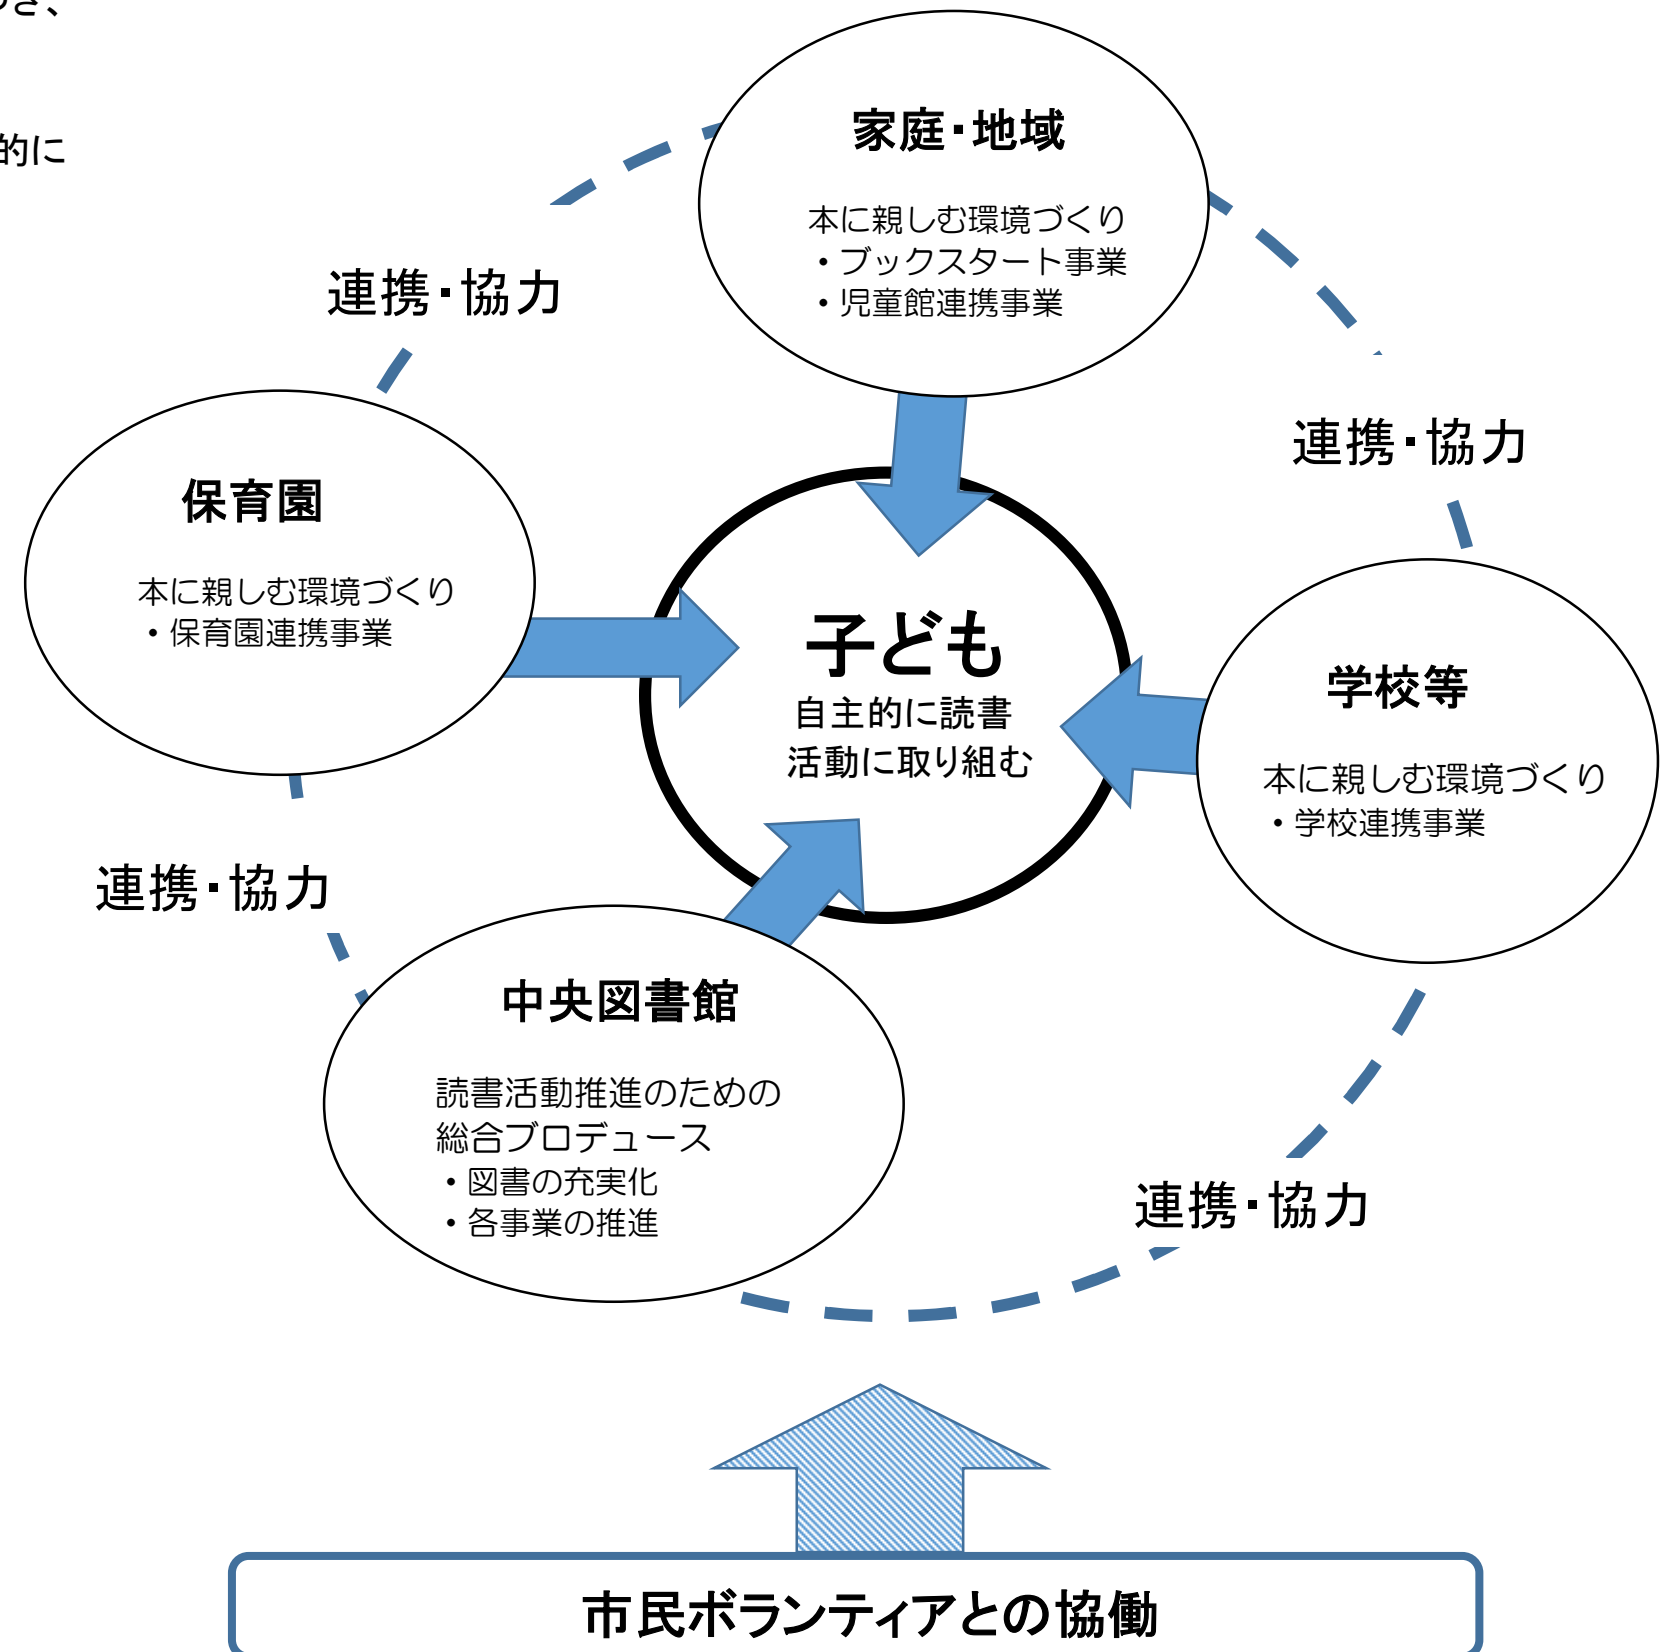 的に
家庭・地域
本に親しむ環境づくり
・ブックスタート事業
・児童館連携事業
連携・協力
連携・協力
保育園
本に親しむ環境づくり
・保育園連携事業
子ども
自主的に読書
活動に取り組む
学校等
本に親しむ環境づくり
・学校連携事業
連携・協力
中央図書館
読書活動推進のための
総合プロデュース
・図書の充実化
・各事業の推進
連携・協力
市民ボランティアとの協働